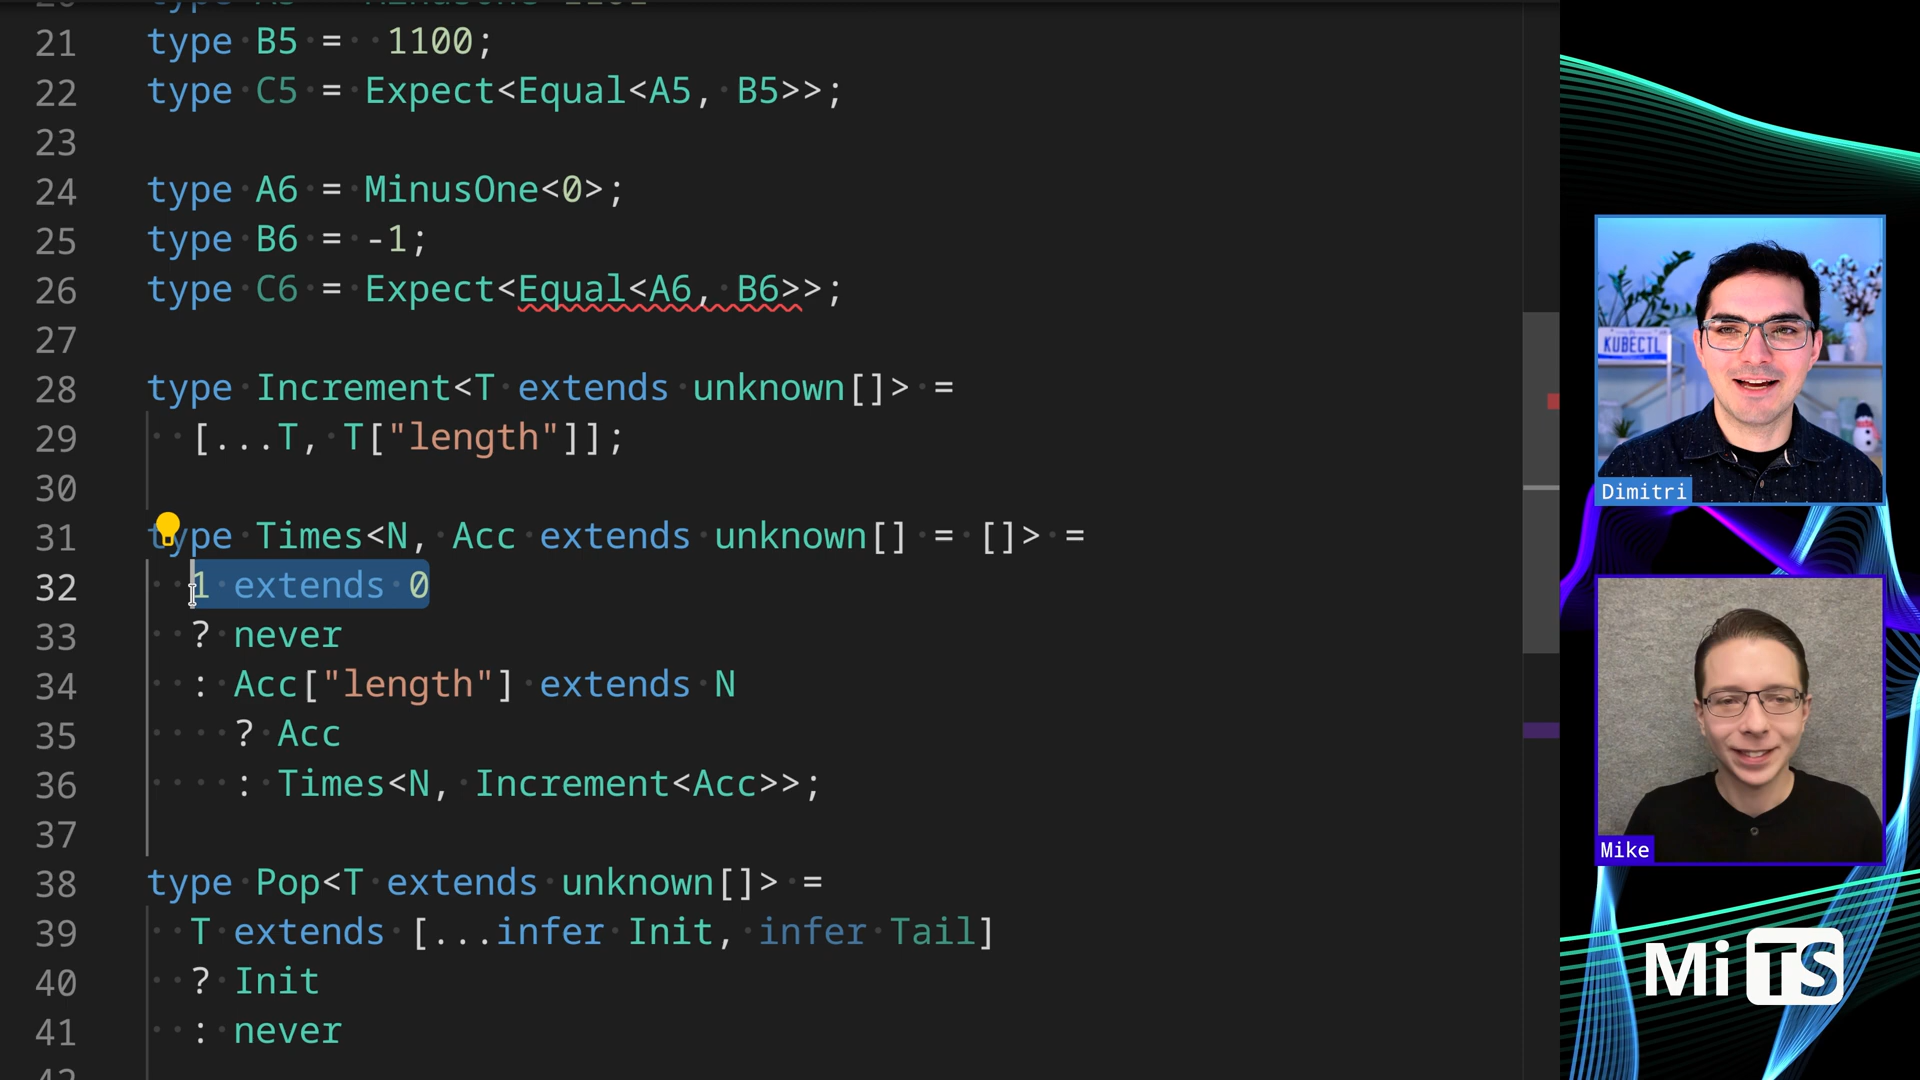 21 type B5 =  1100;
22 type C5 = Expect<Equal<A5, B5>>;
23
24 type A6 = MinusOne<0>;
25 type B6 = -1;
26 type C6 = Expect<Equal<A6, B6>>;
27
28 type Increment<T extends unknown[]> =
29   [...T, T["length"]];
30
31 type Times<N, Acc extends unknown[] = []> =
32   1 extends 0
33   ? never
34   : Acc["length"] extends N
35     ? Acc
36     : Times<N, Increment<Acc>>;
37
38 type Pop<T extends unknown[]> =
39   T extends [...infer Init, infer Tail]
40   ? Init
41   : never
KUBECTL
Dimitri
Mike
Mi TS